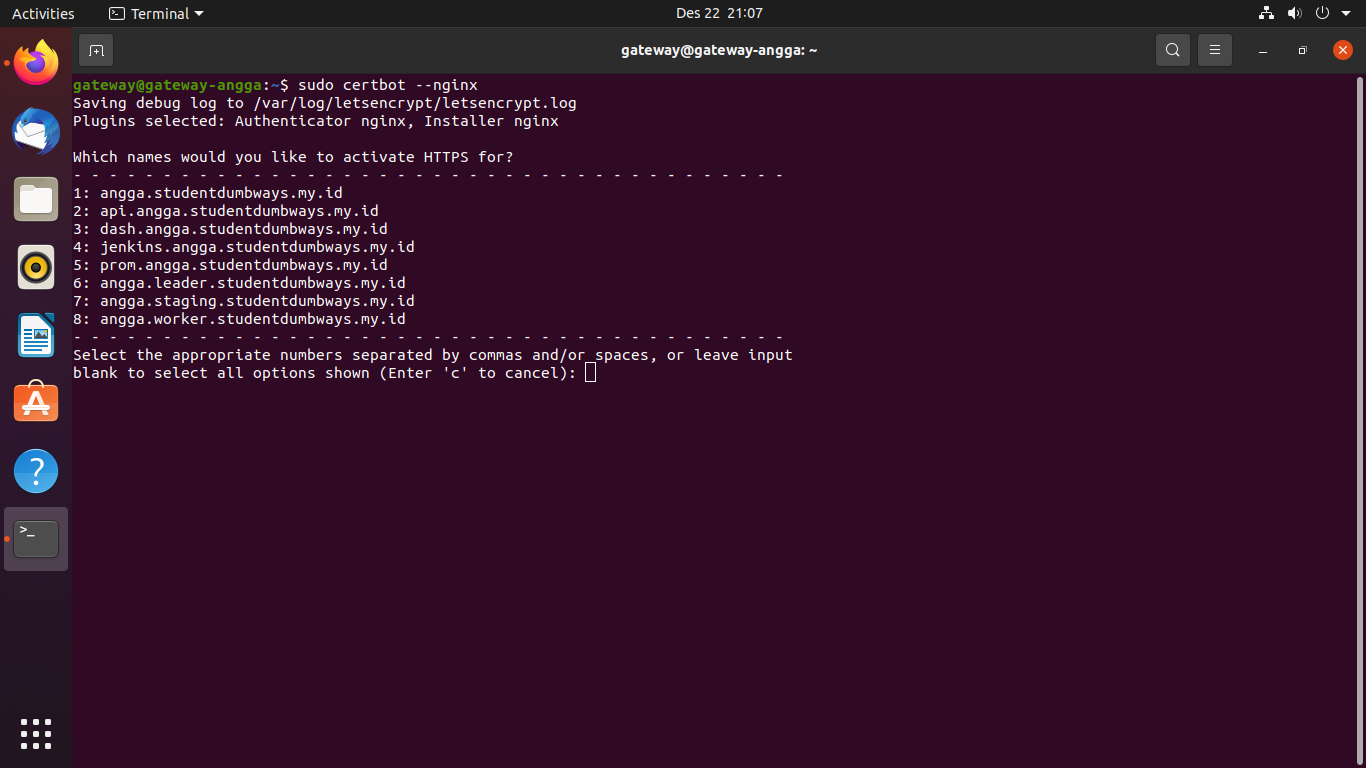 Activities
Terminal
Des 22 21:07
gateway@gateway-angga: ~
gateway@gateway-angga:~$ sudo certbot --nginx
Saving debug log to /var/log/letsencrypt/letsencrypt.log
Plugins selected: Authenticator nginx, Installer nginx
Which names would you like to activate HTTPS for?
- - - - - - - - - - - - - - - - - - - - - - - - - - - - - - - - - - - - - - - -
1: angga.studentdumbways.my.id
2: api.angga.studentdumbways.my.id
3: dash.angga.studentdumbways.my.id
4: jenkins.angga.studentdumbways.my.id
5: prom.angga.studentdumbways.my.id
6: angga.leader.studentdumbways.my.id
7: angga.staging.studentdumbways.my.id
8: angga.worker.studentdumbways.my.id
- - - - - - - - - - - - - - - - - - - - - - - - - - - - - - - - - - - - - - - -
Select the appropriate numbers separated by commas and/or spaces, or leave input
blank to select all options shown (Enter 'c' to cancel):